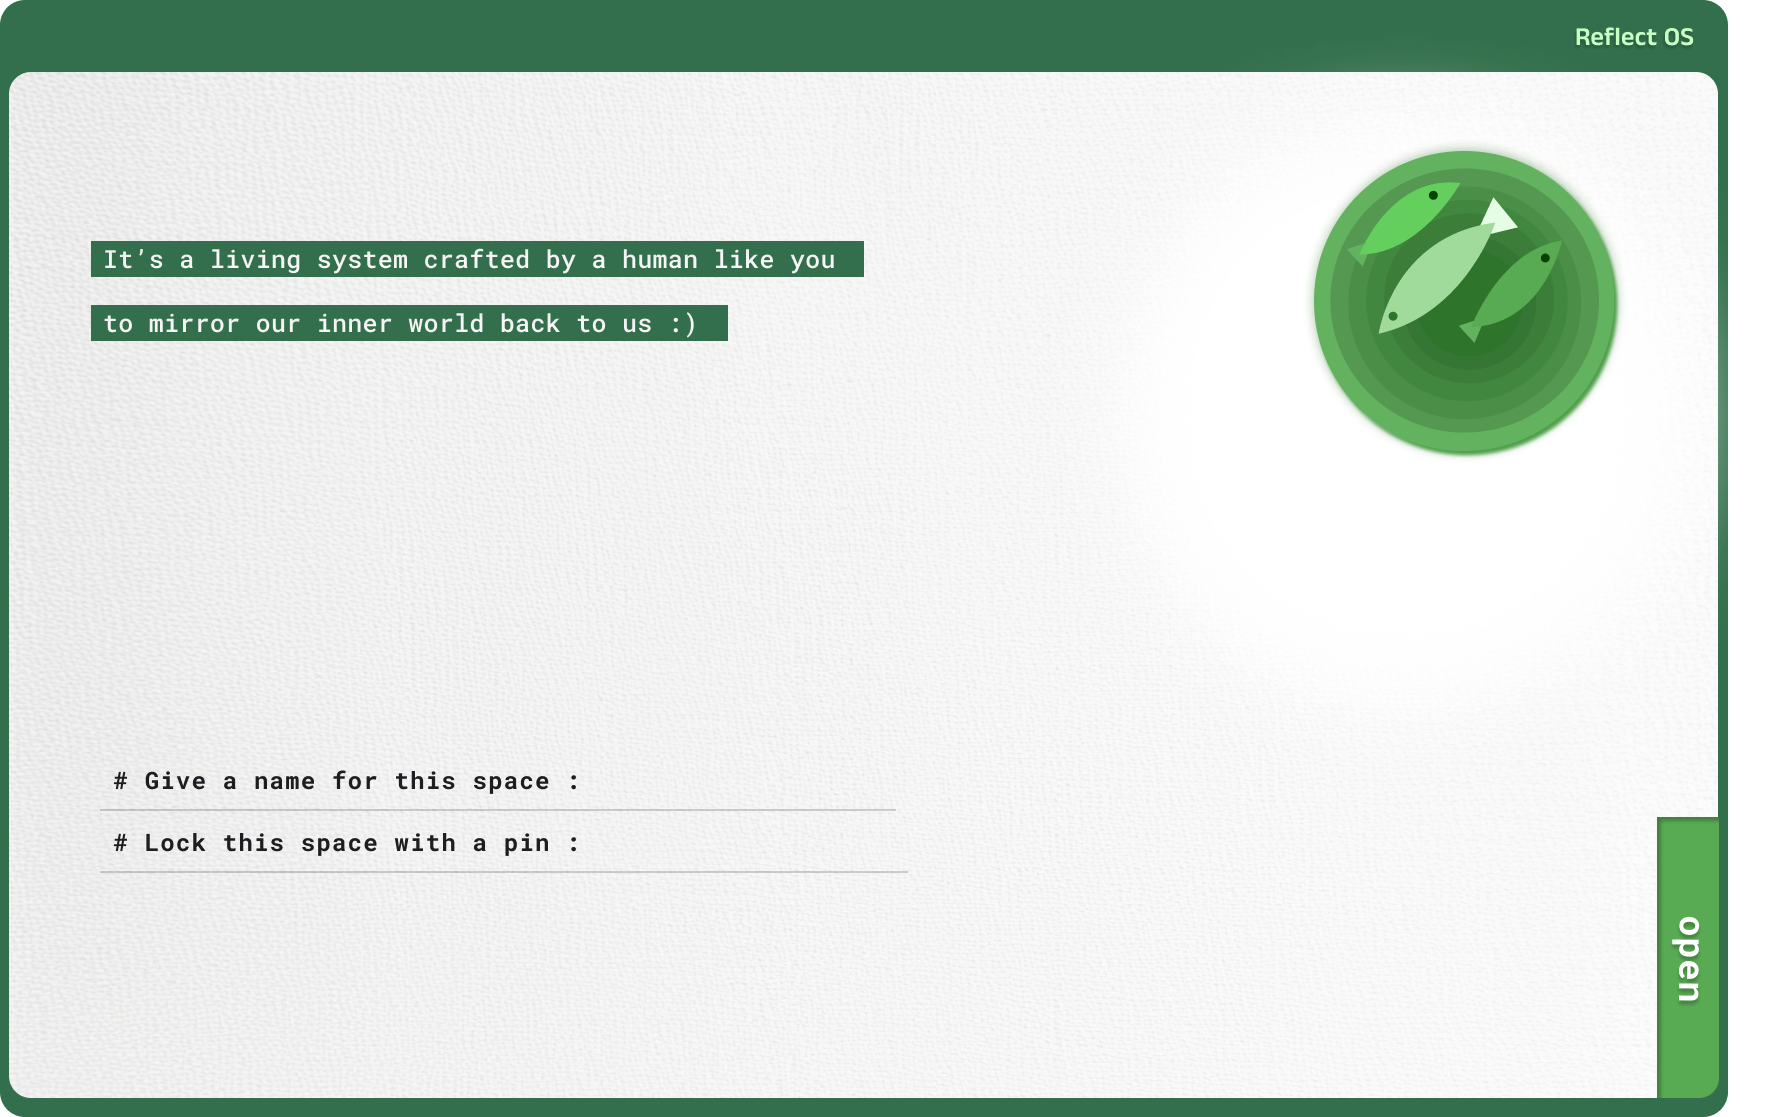 Reflect OS
It’s a living system crafted by a human like you
to mirror our inner world back to us :)
# Give a name for this space :
# Lock this space with a pin :
open